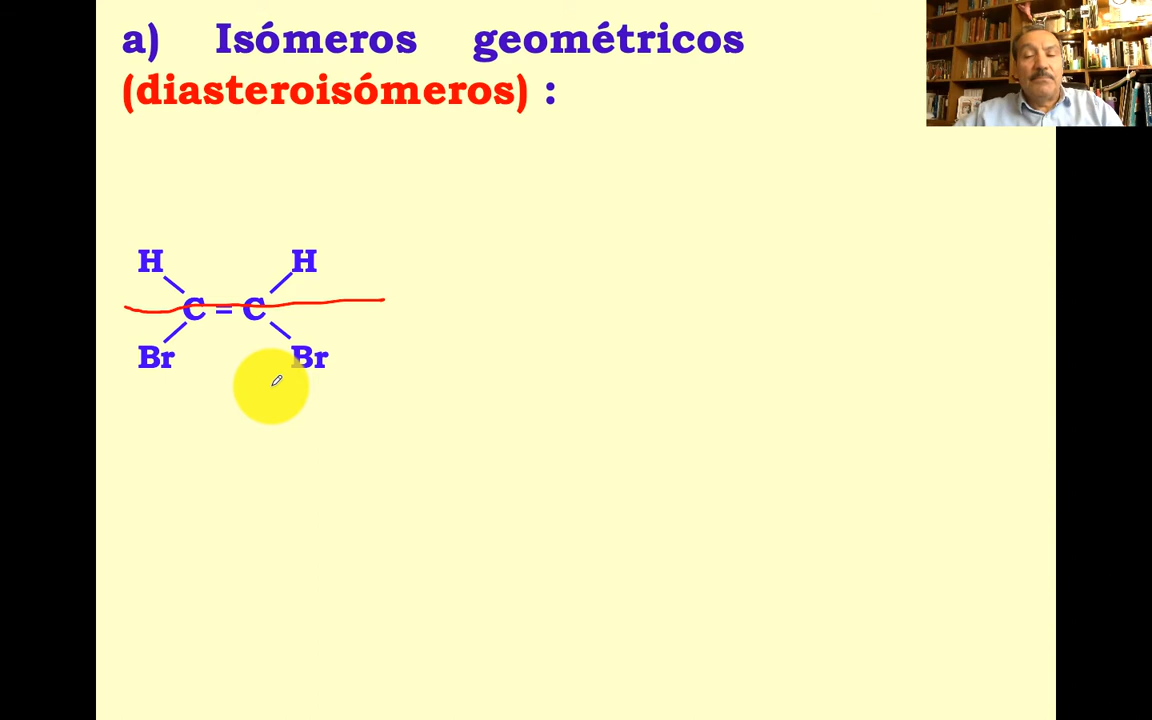 a) Isómeros geométricos
(diasteroisómeros) :
H H
C = C
Br Br